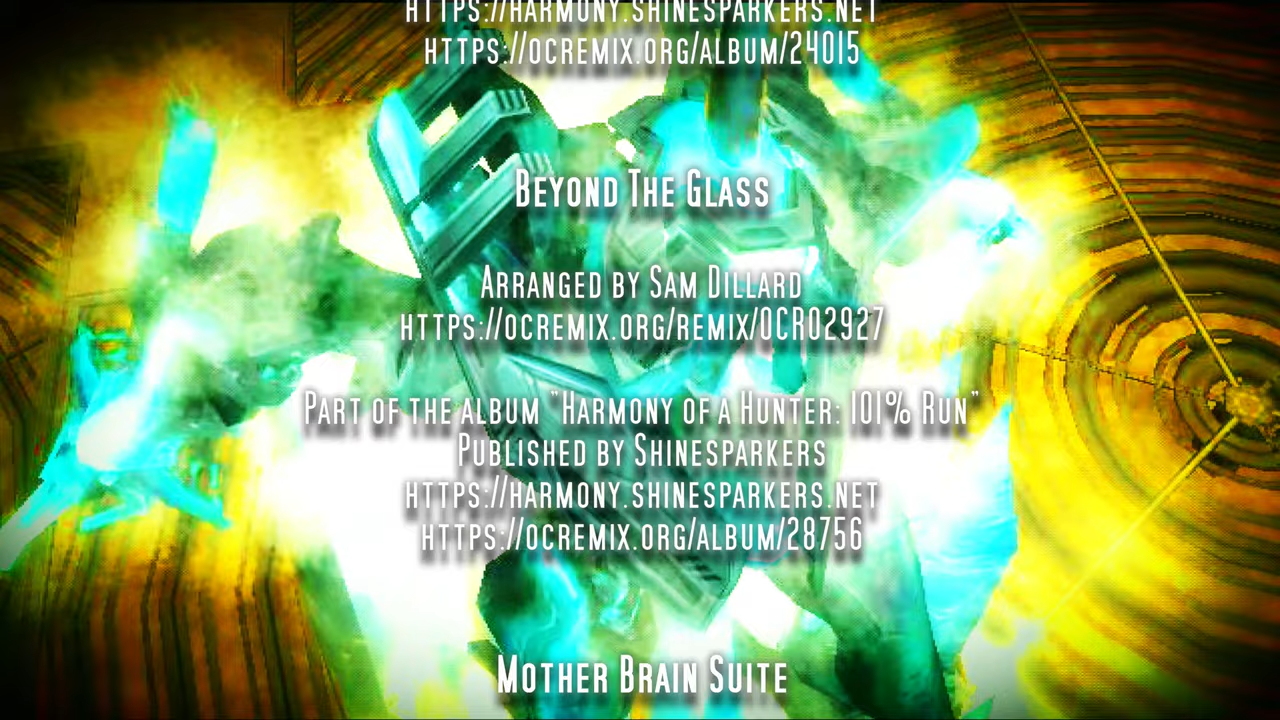 https://harmony.shinesparkers.net
https://ocremix.org/album/24015
Beyond The Glass
Arranged by Sam Dillard
https://ocremix.org/remix/OCR02927
Part of the album "Harmony of a Hunter: 101% Run"
Published by Shinesparkers
https://harmony.shinesparkers.net
https://ocremix.org/album/28756
Mother Brain Suite